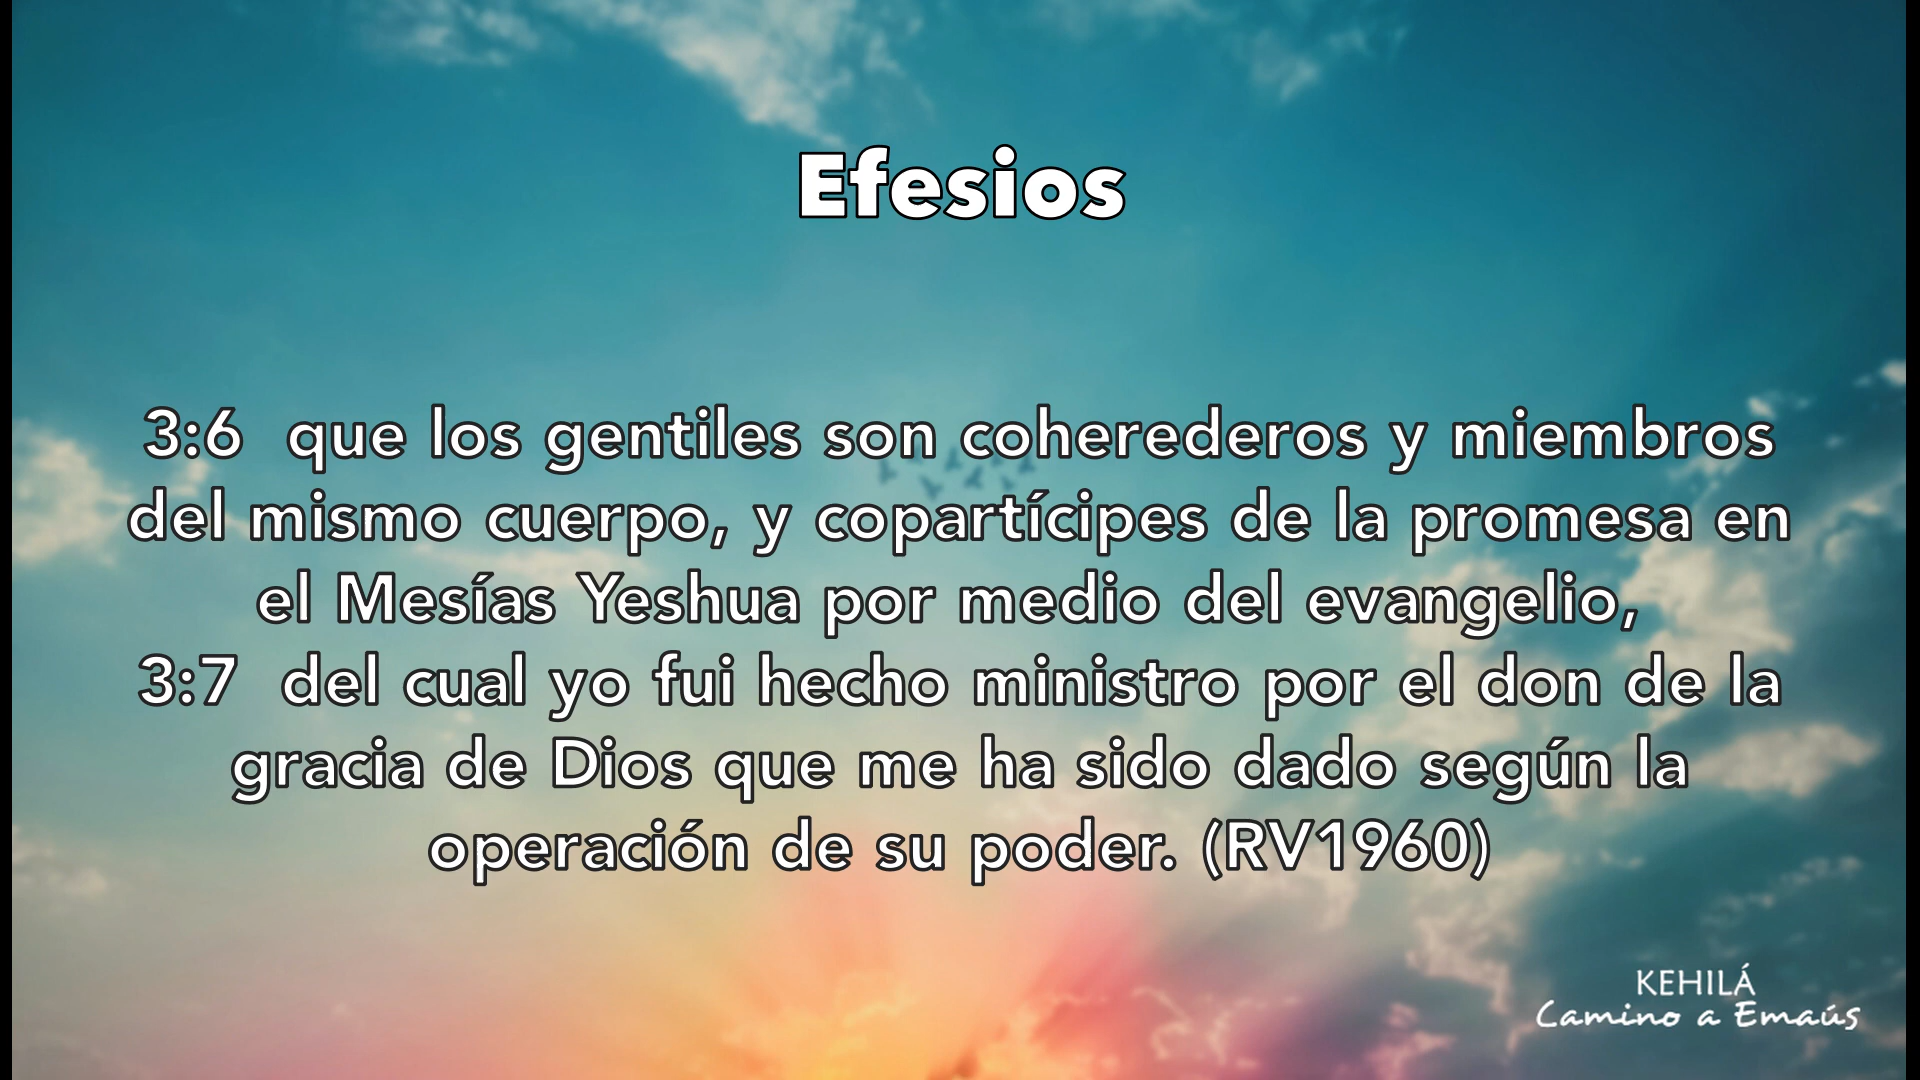 Efesios
3:6  que los gentiles son coherederos y miembros
del mismo cuerpo, y copartícipes de la promesa en
el Mesías Yeshua por medio del evangelio,
3:7  del cual yo fui hecho ministro por el don de la
gracia de Dios que me ha sido dado según la
operación de su poder. (RV1960)
KEHILÁ
Camino a Emaús